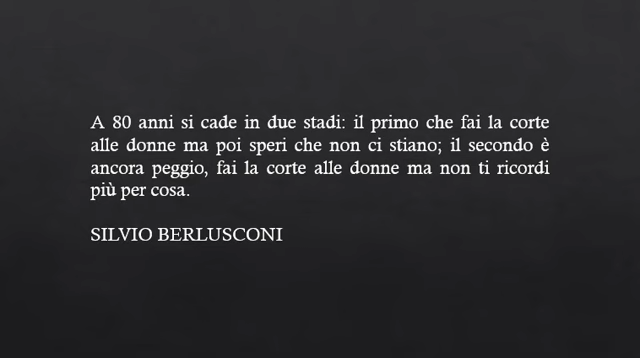 A 80 anni si cade in due stadi: il primo che fai la corte
alle donne ma poi speri che non ci stiano; il secondo è
ancora peggio, fai la corte alle donne ma non ti ricordi
più per cosa.
SILVIO BERLUSCONI